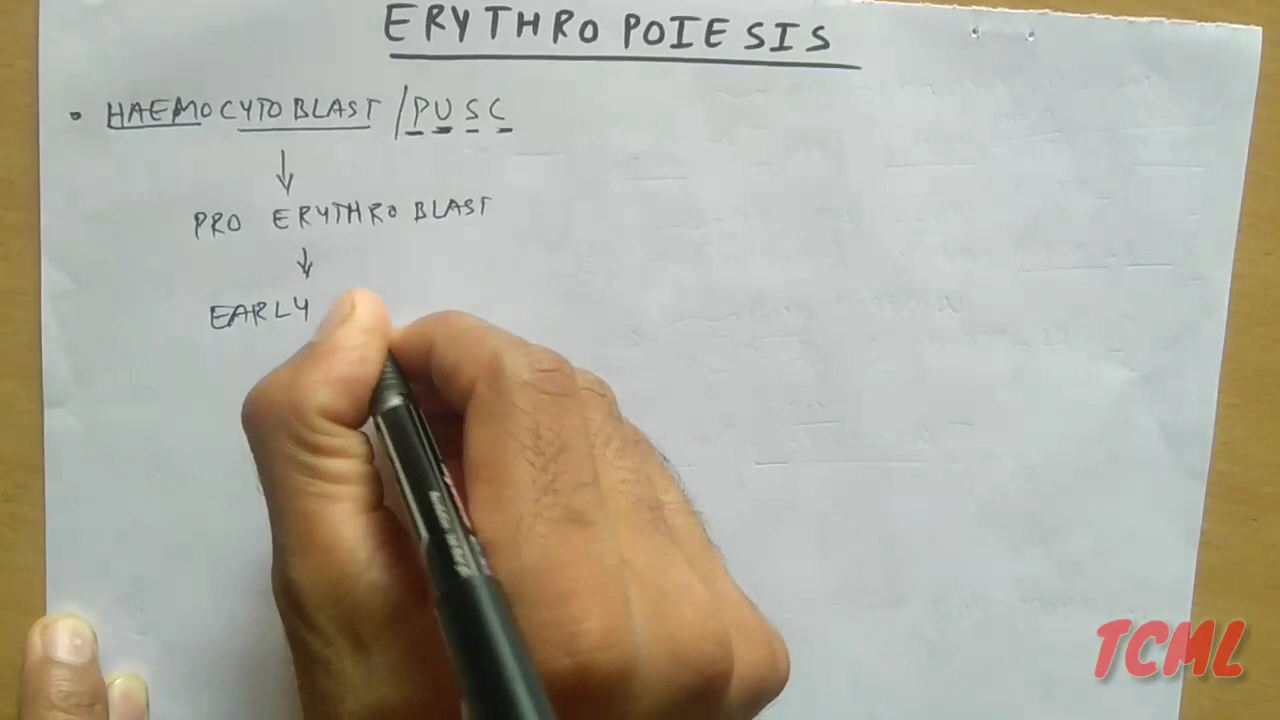 ERYTHRO POIESIS
• HAEMOCYTOBLAST / PUSC
PRO ERYTHRO BLAST
EARLY
TCML